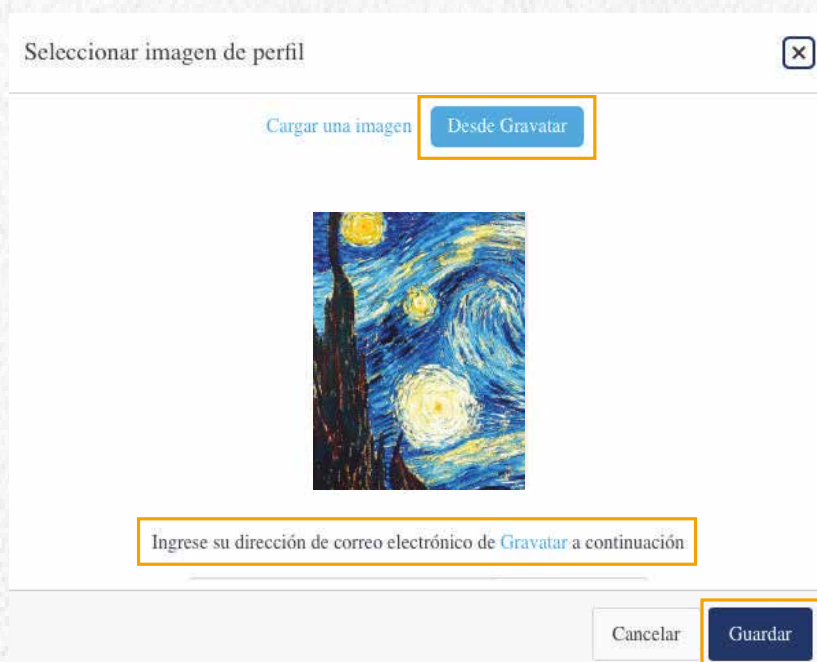 Seleccionar imagen de perfil
Cargar una imagen Desde Gravatar
Ingrese su dirección de correo electrónico de Gravatar a continuación
Cancelar Guardar